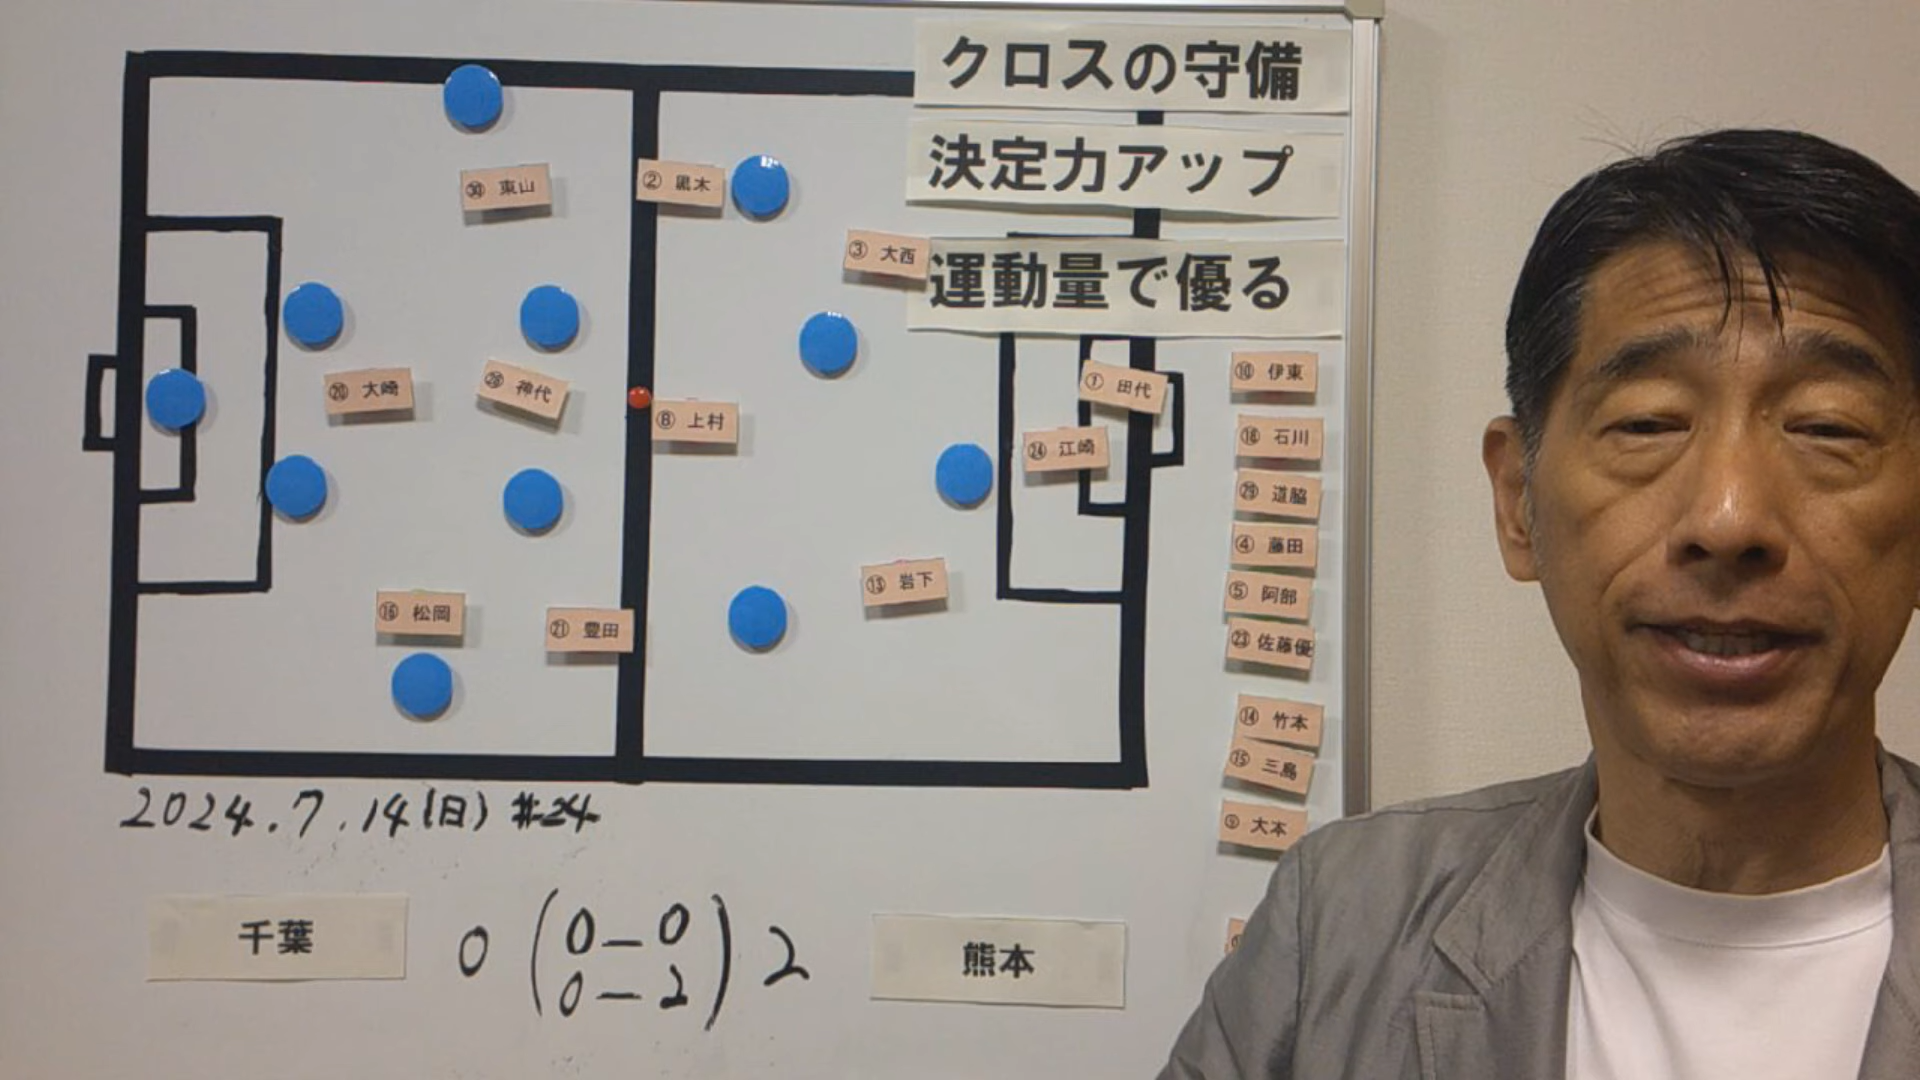 クロスの守備
決定力アップ
運動量で優る
㉚ 東山
② 黒木
③ 大西
⑳ 大崎
㉘ 神代
⑧ 上村
① 田代
㉔ 江崎
⑬ 岩下
⑯ 松岡
㉑ 豊田
⑩ 伊東
⑱ 石川
㉙ 道脇
④ 藤田
⑤ 阿部
㉓ 佐藤優
⑭ 竹本
⑮ 三島
⑨ 大本
2024.7.14(日) #24
千葉 0 (0-0 0-2) 2 熊本